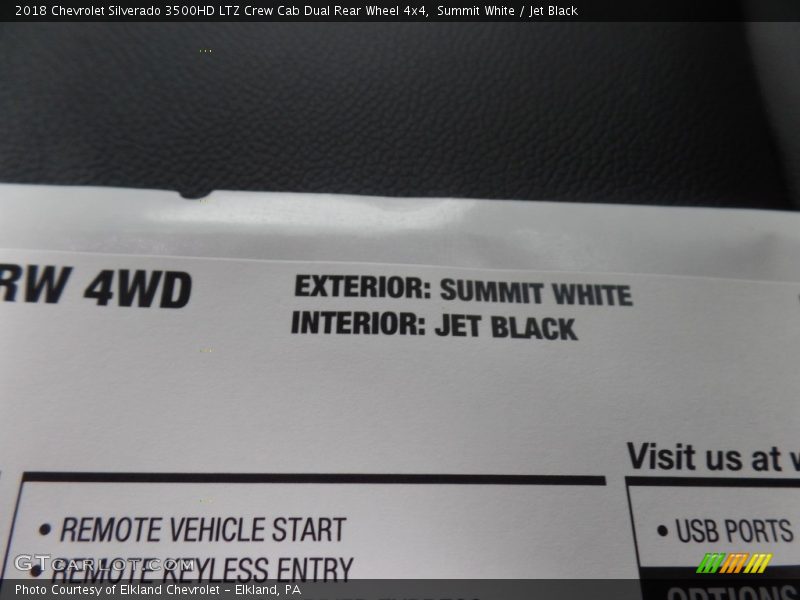 2018 Chevrolet Silverado 3500HD LTZ Crew Cab Dual Rear Wheel 4x4,  Summit White / Jet Black
RW 4WD
EXTERIOR: SUMMIT WHITE
INTERIOR: JET BLACK
Visit us at
• REMOTE VEHICLE START
• REMOTE KEYLESS ENTRY
• USB PORTS
OPTIONS
GTCARLOT.COM
Photo Courtesy of Elkland Chevrolet - Elkland, PA